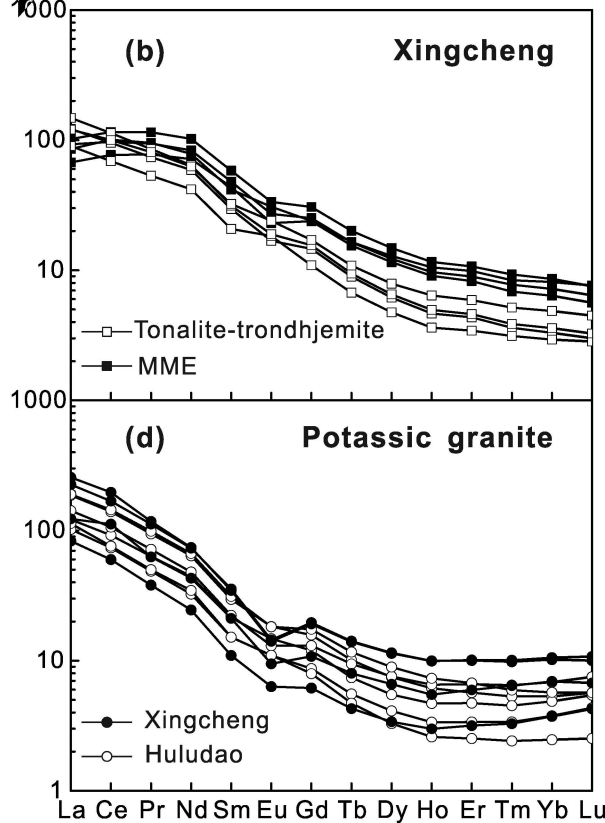 1000
(b) Xingcheng
100
10
Tonalite-trondhjemite
MME
1000
(d) Potassic granite
100
10
Xingcheng
Huludao
1
La Ce Pr Nd Sm Eu Gd Tb Dy Ho Er Tm Yb Lu